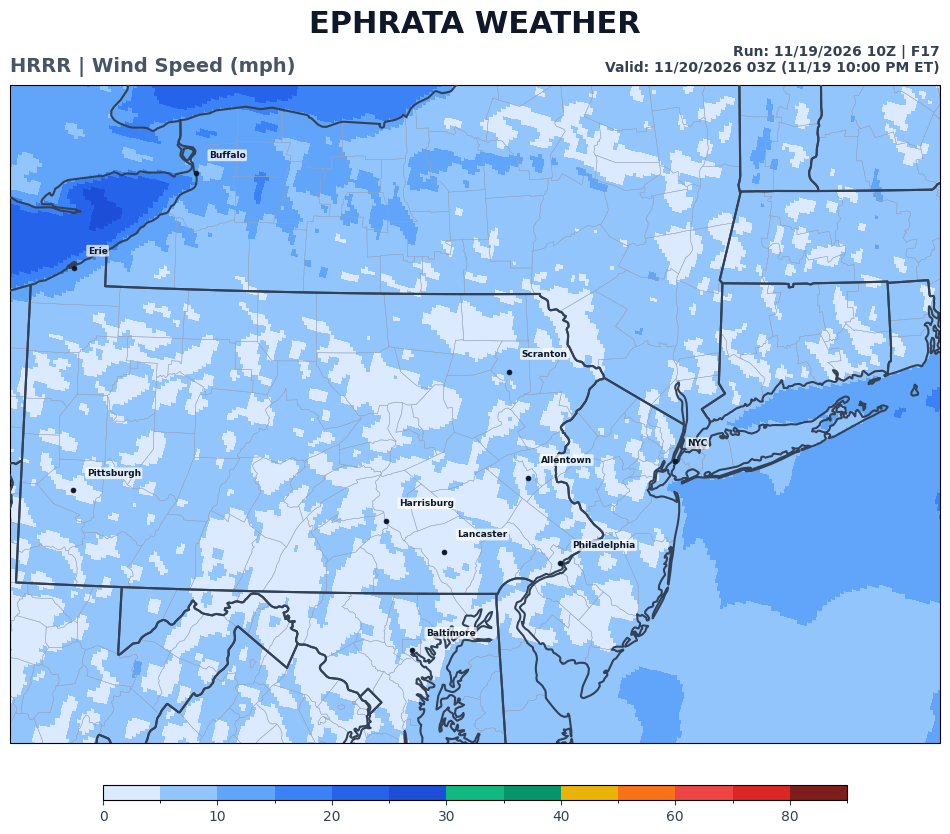 EPHRATA WEATHER
HRRR | Wind Speed (mph)
Run: 11/19/2026 10Z | F17
Valid: 11/20/2026 03Z (11/19 10:00 PM ET)
Buffalo
Erie
Scranton
NYC
Allentown
Pittsburgh
Harrisburg
Lancaster
Philadelphia
Baltimore
0 10 20 30 40 60 80